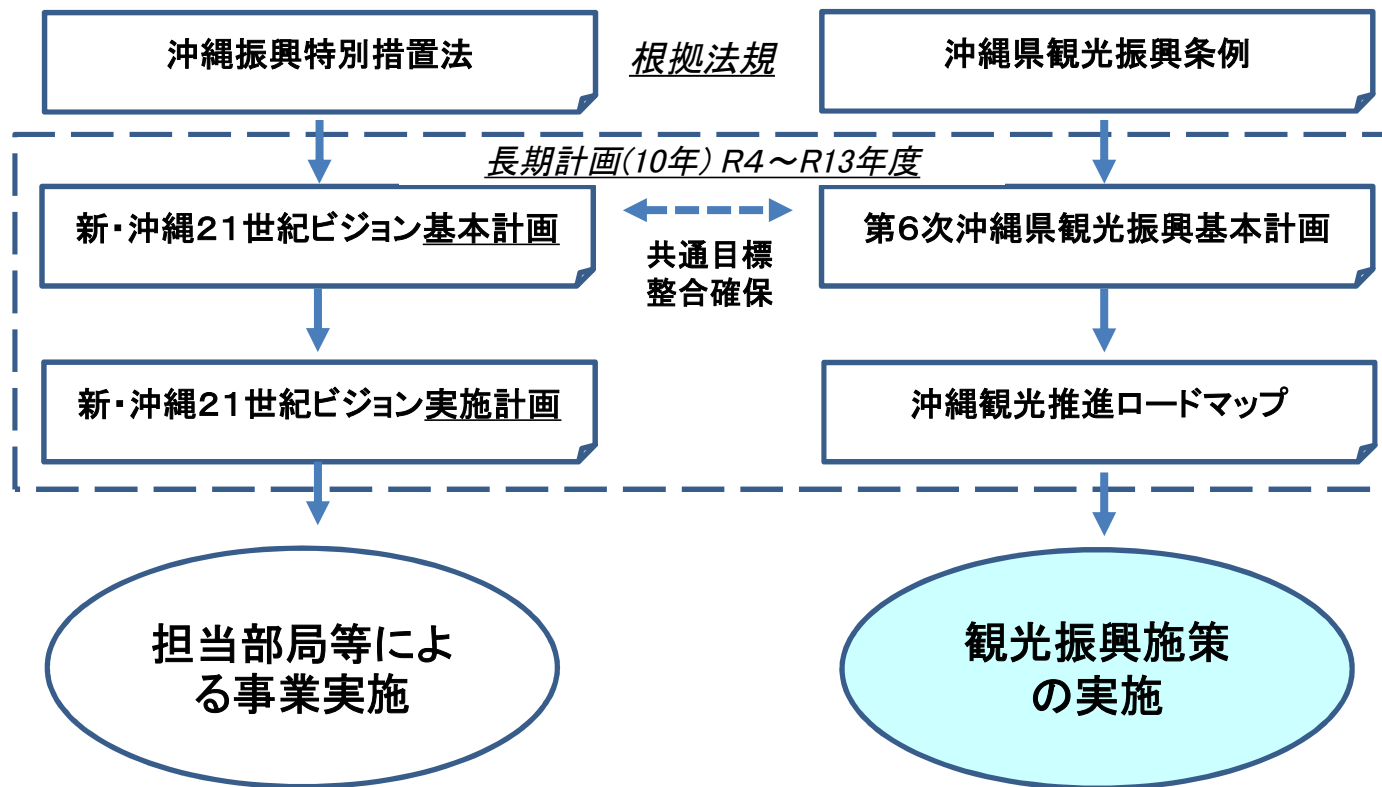 沖縄振興特別措置法
根拠法規
沖縄県観光振興条例
長期計画(10年) R4～R13年度
新・沖縄２１世紀ビジョン基本計画
共通目標
整合確保
第６次沖縄県観光振興基本計画
新・沖縄２１世紀ビジョン実施計画
沖縄観光推進ロードマップ
担当部局等によ
る事業実施
観光振興施策
の実施